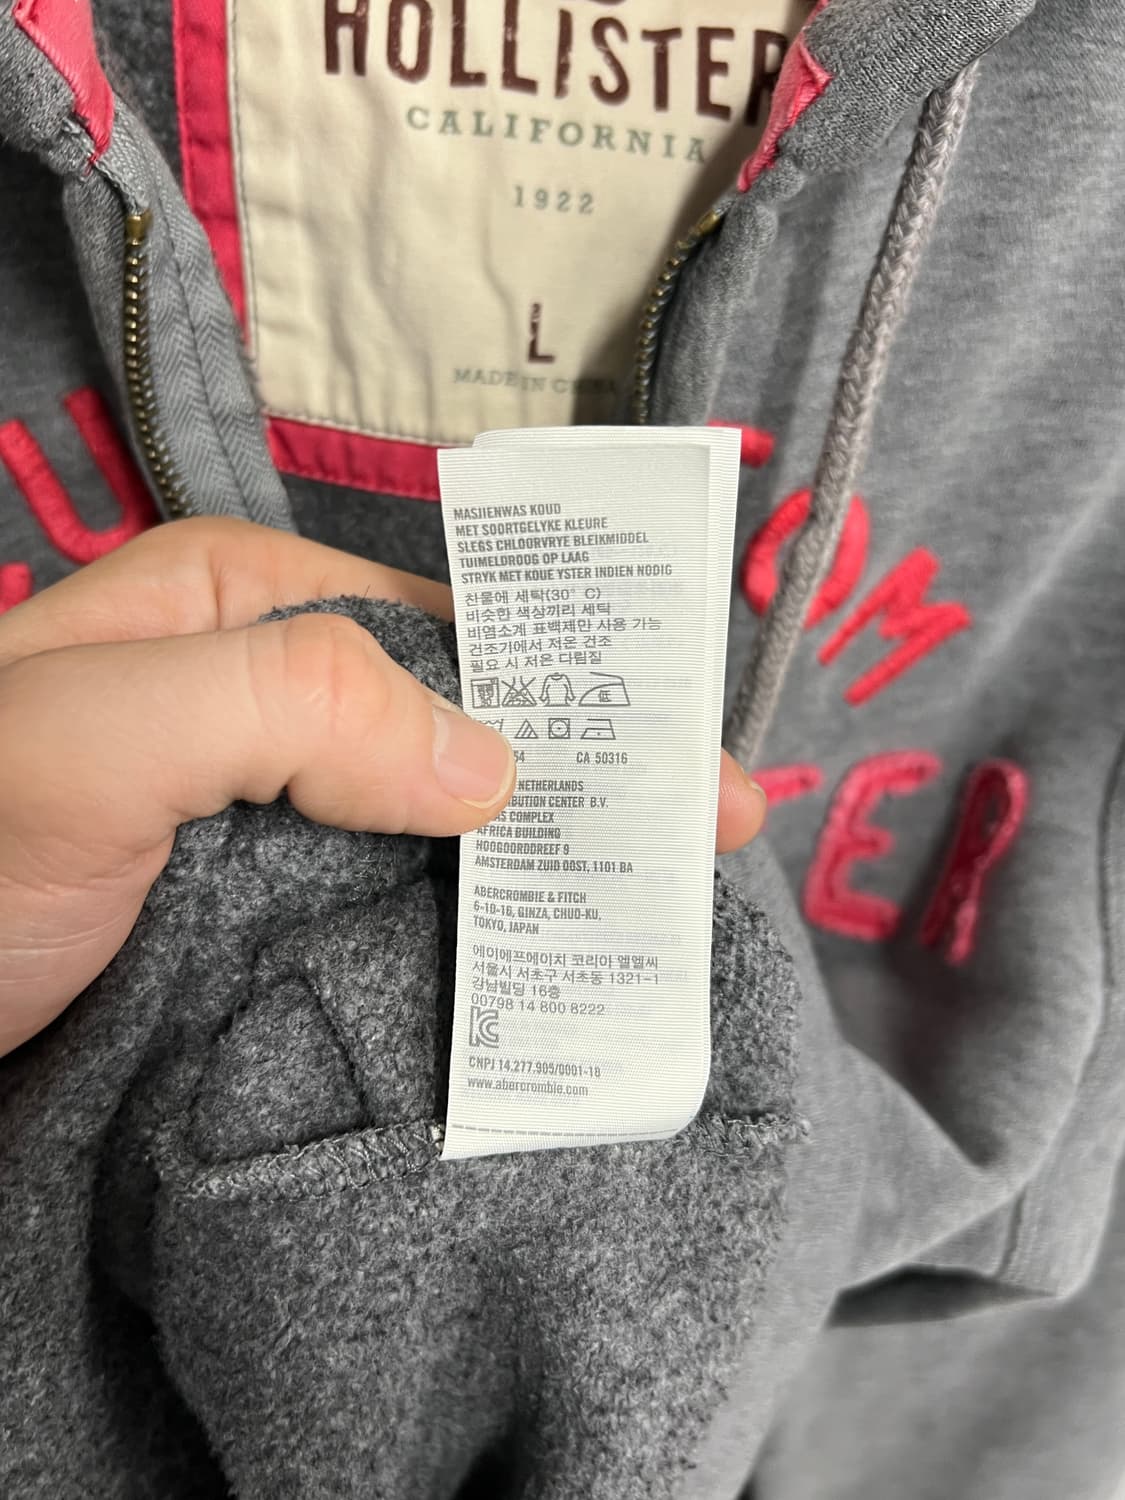 HOLLISTER
CALIFORNIA
1922
L
MADE IN CHINA
U
OM
TER
MASJIENWAS KOUD
MET SOORTGELYKE KLEURE
SLEGS CHLOORVRYE BLEIKMIDDEL
TUIMELDROOG OP LAAG
STRYK MET KOUE YSTER INDIEN NODIG
찬물에 세탁(30° C)
비슷한 색상끼리 세탁
비염소계 표백제만 사용 가능
건조기에서 저온 건조
필요 시 저온 다림질
54 CA 50316
NETHERLANDS
RIBUTION CENTER B.V.
AS COMPLEX
AFRICA BUILDING
HOOGOORDDREEF 9
AMSTERDAM ZUID OOST, 1101 BA
ABERCROMBIE & FITCH
6-10-16, GINZA, CHUO-KU,
TOKYO, JAPAN
에이에프에이치 코리아 엘엘씨
서울시 서초구 서초동 1321-1
강남빌딩 16층
00798 14 800 8222
CNPJ 14.277.905/0001-18
www.abercrombie.com